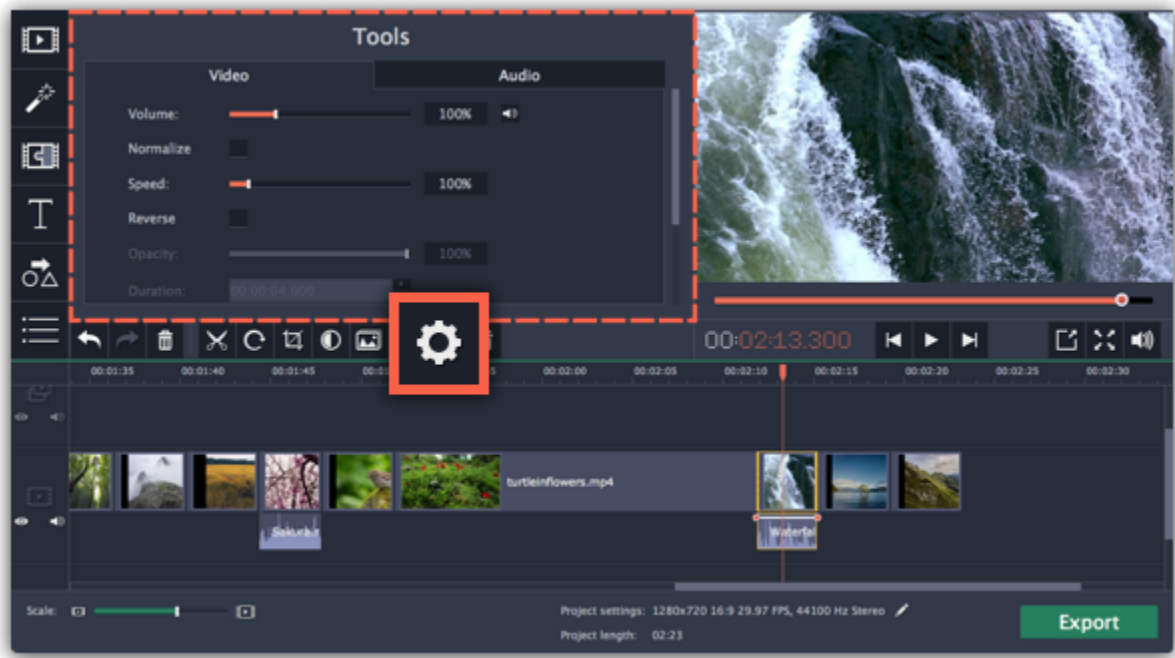 Tools
Video Audio
Volume: 100%
Normalize
Speed: 100%
Reverse
Opacity: 100%
Duration: 00:00:04.000
T
00:02:13.300
00:01:35 00:01:40 00:01:45 00:02:00 00:02:05 00:02:10 00:02:15 00:02:20 00:02:25 00:02:30
turtleinflowers.mp4
Sakura.r Waterfal
Scale: Project settings: 1280x720 16:9 29.97 FPS, 44100 Hz Stereo
Project length: 02:23
Export